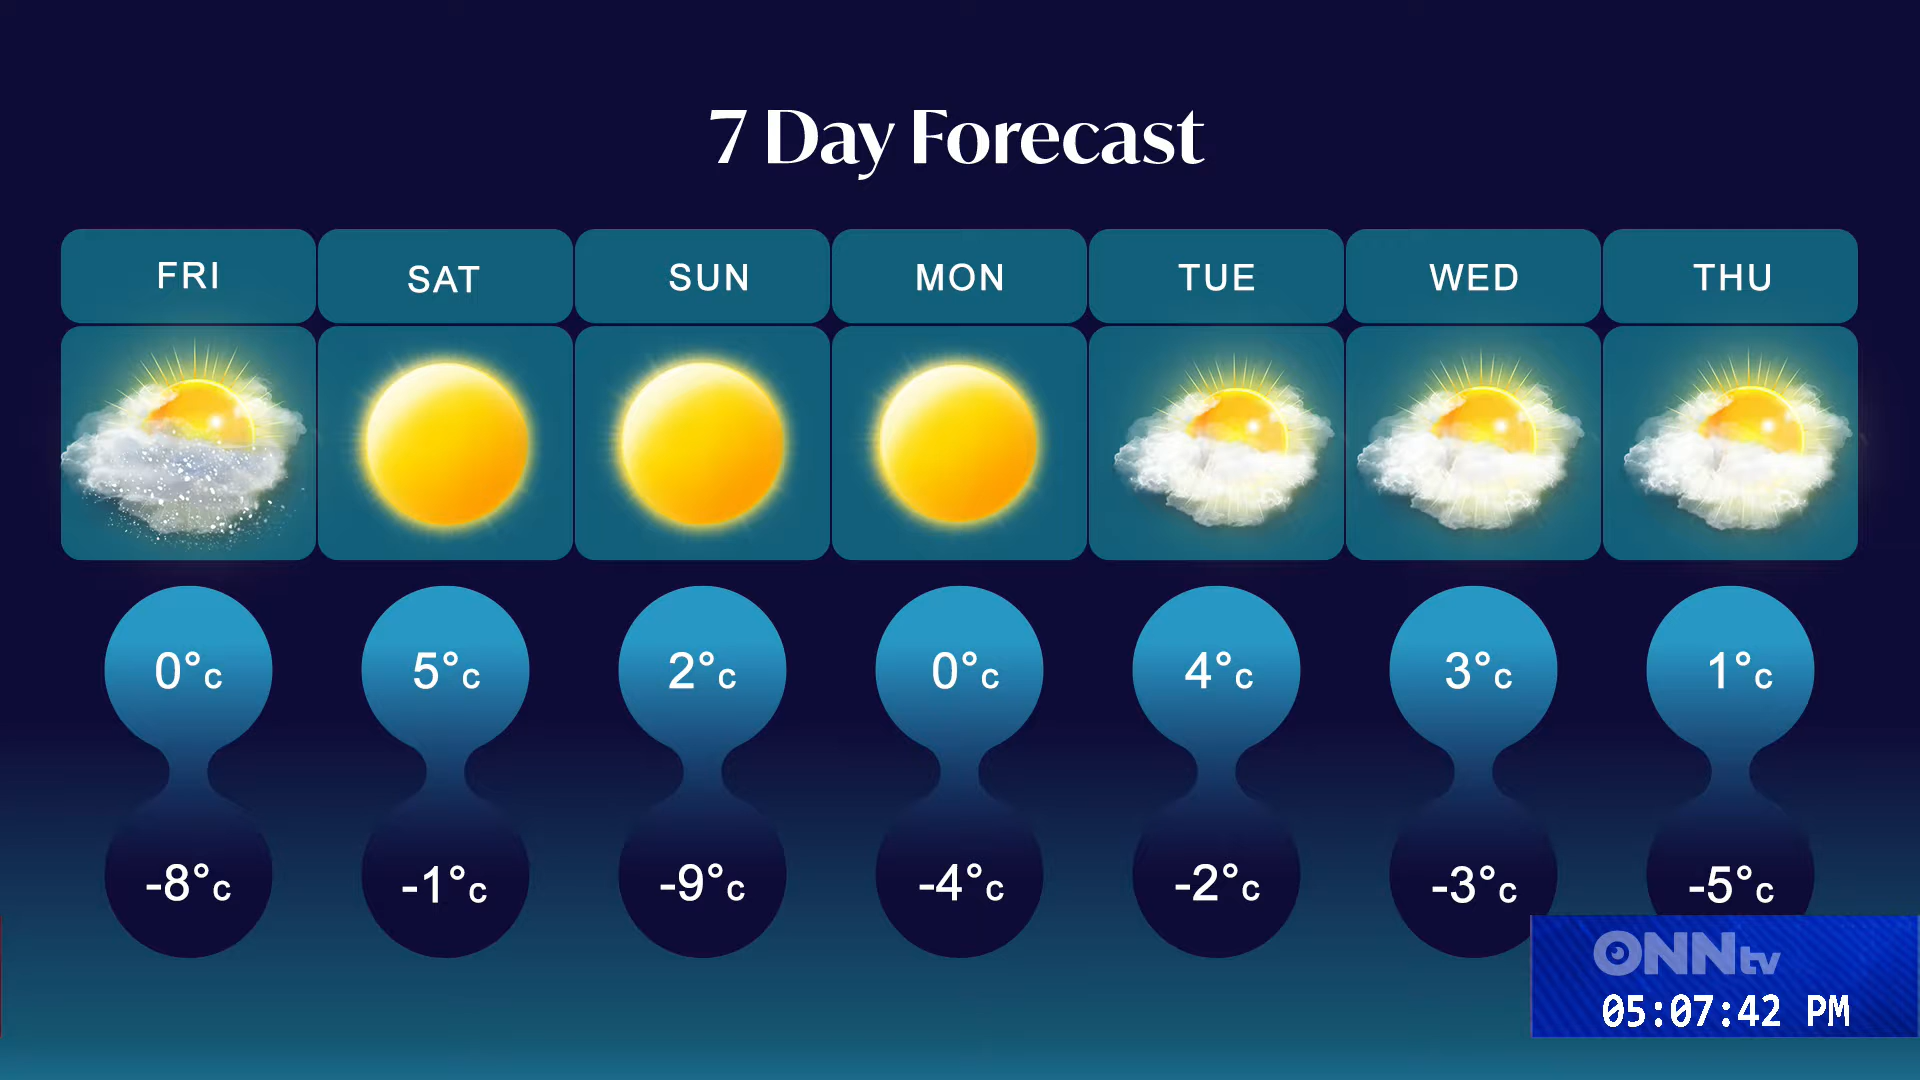 7 Day Forecast
FRI SAT SUN MON TUE WED THU
0°c 5°c 2°c 0°c 4°c 3°c 1°c
-8°c -1°c -9°c -4°c -2°c -3°c -5°c
ONNtv
05:07:42 PM